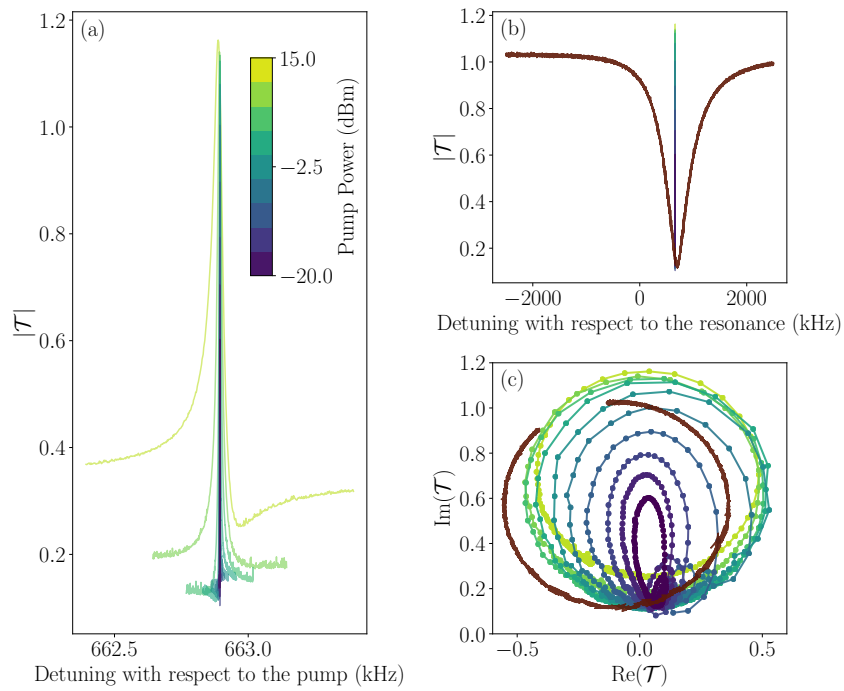 (a)
1.2
1.0
0.8
0.6
0.4
0.2
|𝒯|
662.5
663.0
Detuning with respect to the pump (kHz)
15.0
−2.5
−20.0
Pump Power (dBm)
(b)
1.0
0.8
0.6
0.4
0.2
|𝒯|
−2000
0
2000
Detuning with respect to the resonance (kHz)
(c)
1.2
1.0
0.8
0.6
0.4
0.2
0.0
Im(𝒯)
−0.5
0.0
0.5
Re(𝒯)